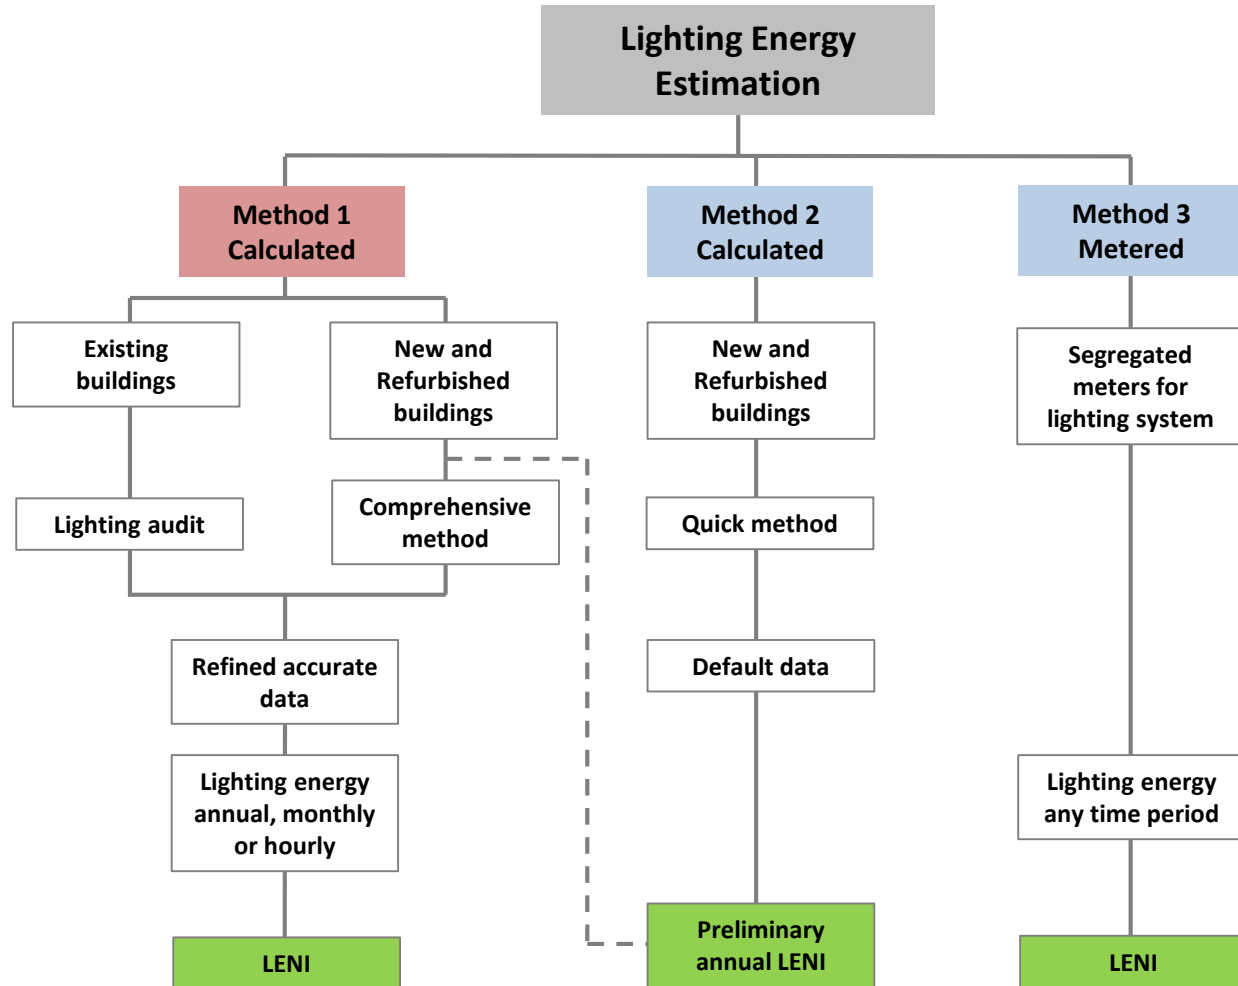 Lighting Energy
Estimation
Method 1
Calculated
Method 2
Calculated
Method 3
Metered
Existing
buildings
New and
Refurbished
buildings
New and
Refurbished
buildings
Segregated
meters for
lighting system
Lighting audit
Comprehensive
method
Quick method
Refined accurate
data
Default data
Lighting energy
annual, monthly
or hourly
Lighting energy
any time period
LENI
Preliminary
annual LENI
LENI